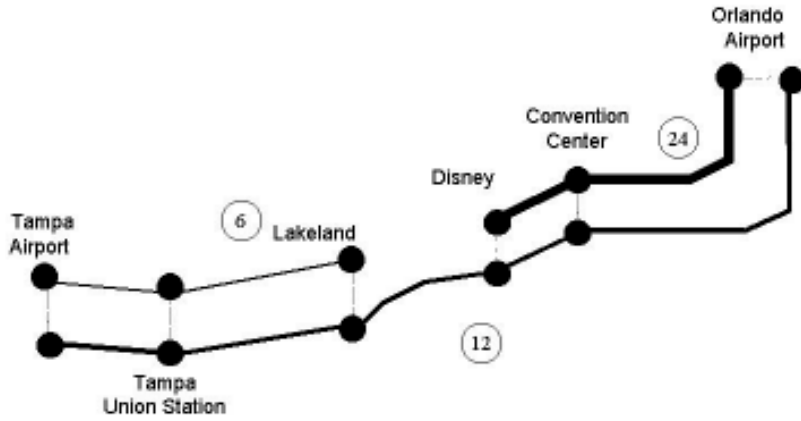 Orlando
Airport
Convention
Center
24
Disney
6
Lakeland
Tampa
Airport
12
Tampa
Union Station